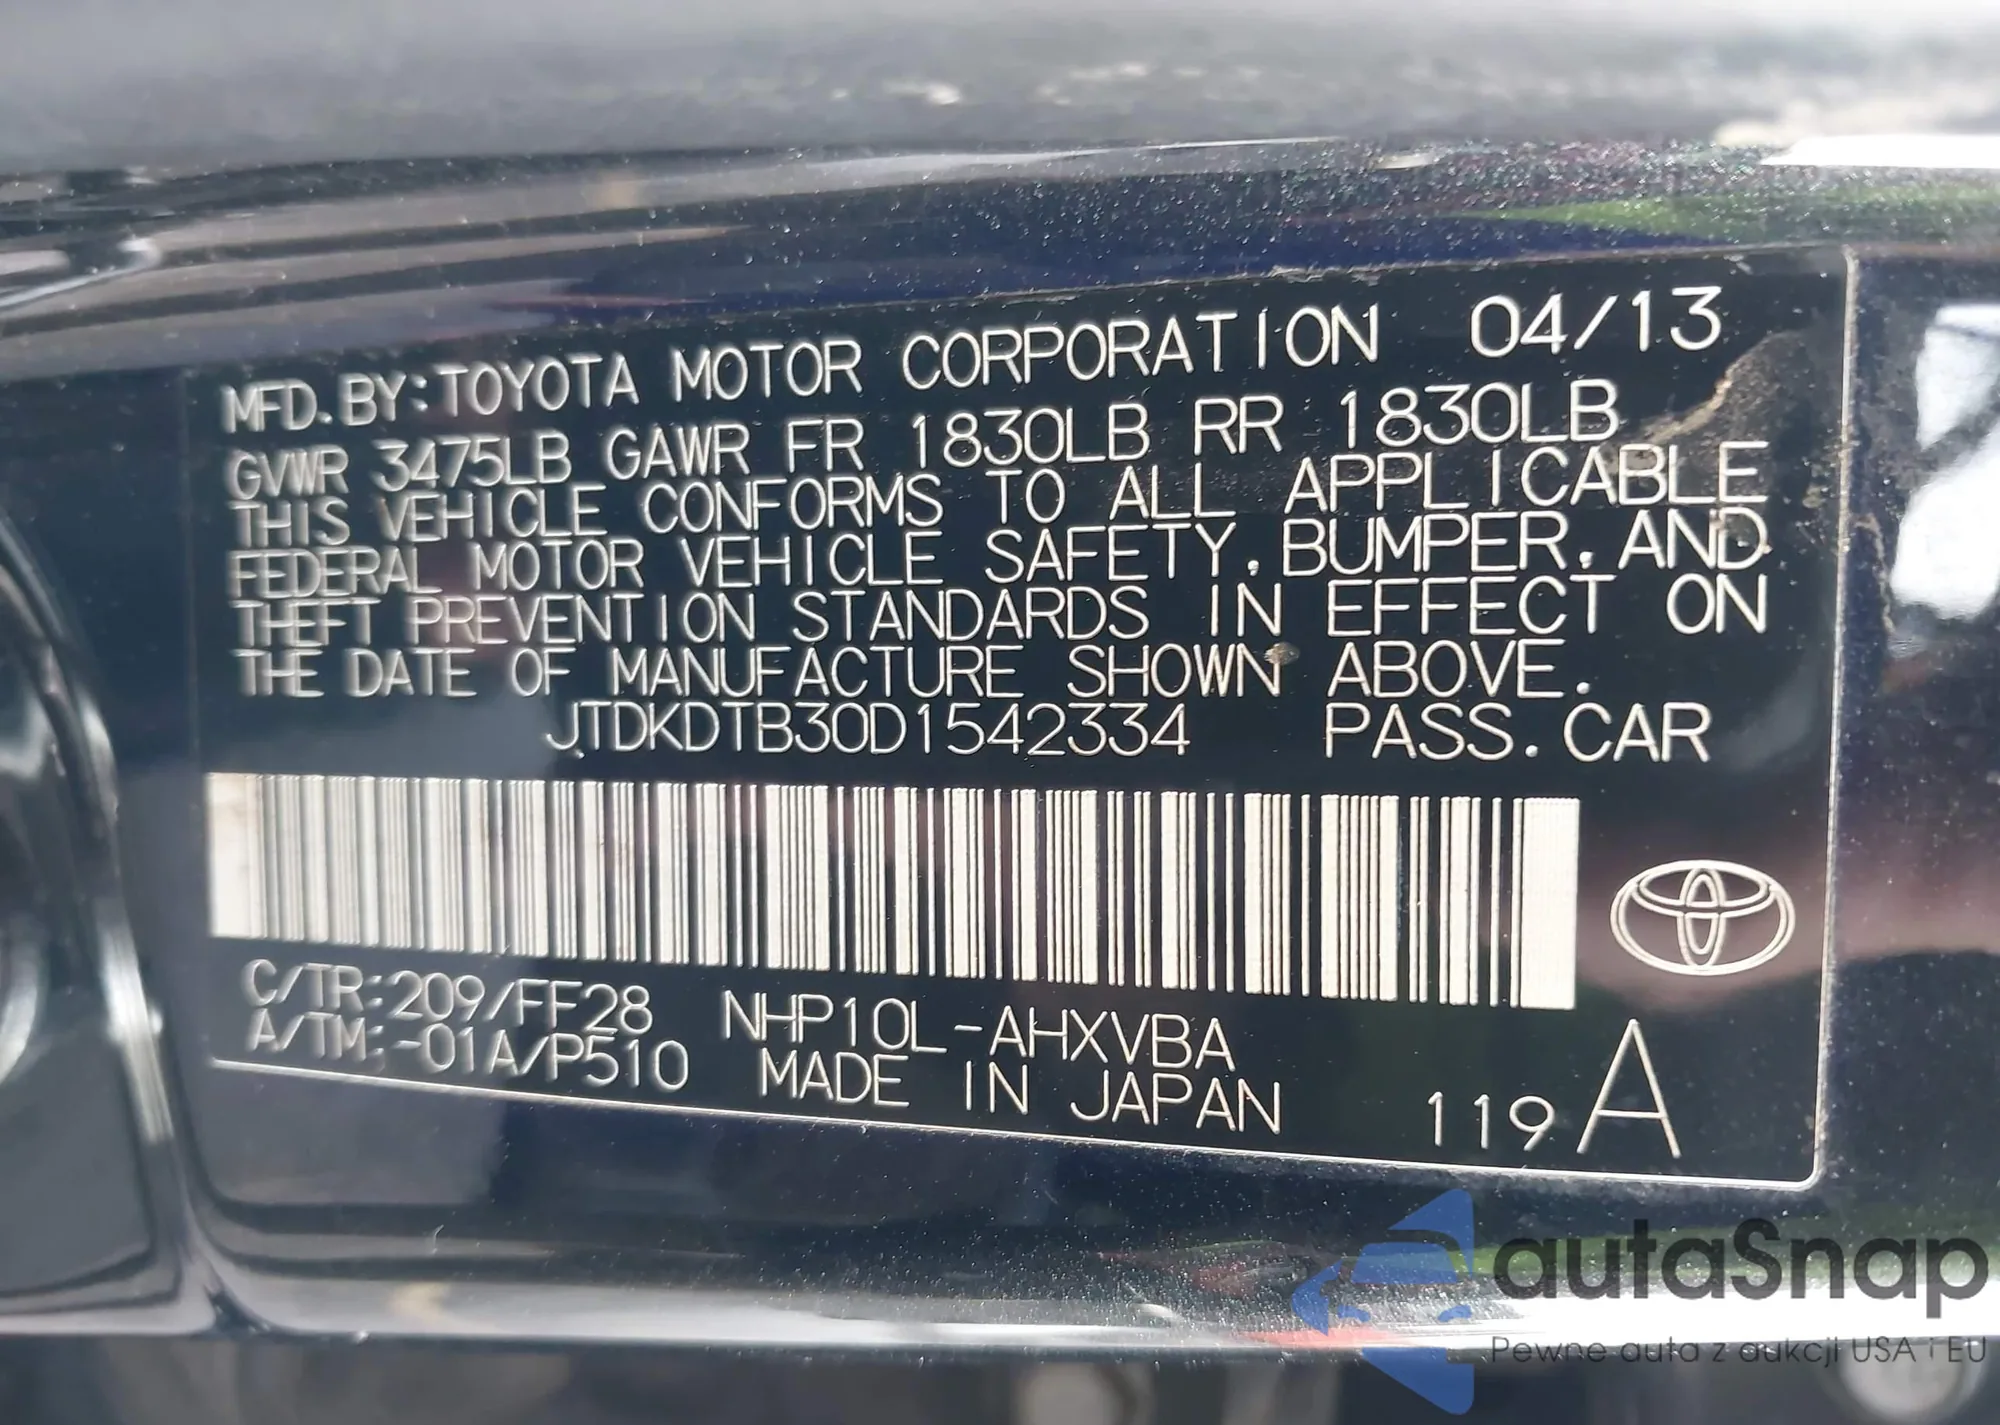 MFD.BY:TOYOTA MOTOR CORPORATION 04/13
GVWR 3475LB GAWR FR 1830LB RR 1830LB
THIS VEHICLE CONFORMS TO ALL APPLICABLE
FEDERAL MOTOR VEHICLE SAFETY, BUMPER, AND
THEFT PREVENTION STANDARDS IN EFFECT ON
THE DATE OF MANUFACTURE SHOWN ABOVE.
JTDKDTB30D1542334 PASS.CAR
C/TR:209/FF28 NHP10L-AHXVBA
A/TM:-01A/P510 MADE IN JAPAN 119 A
autaSnap
Pewne auta z aukcji USA i EU